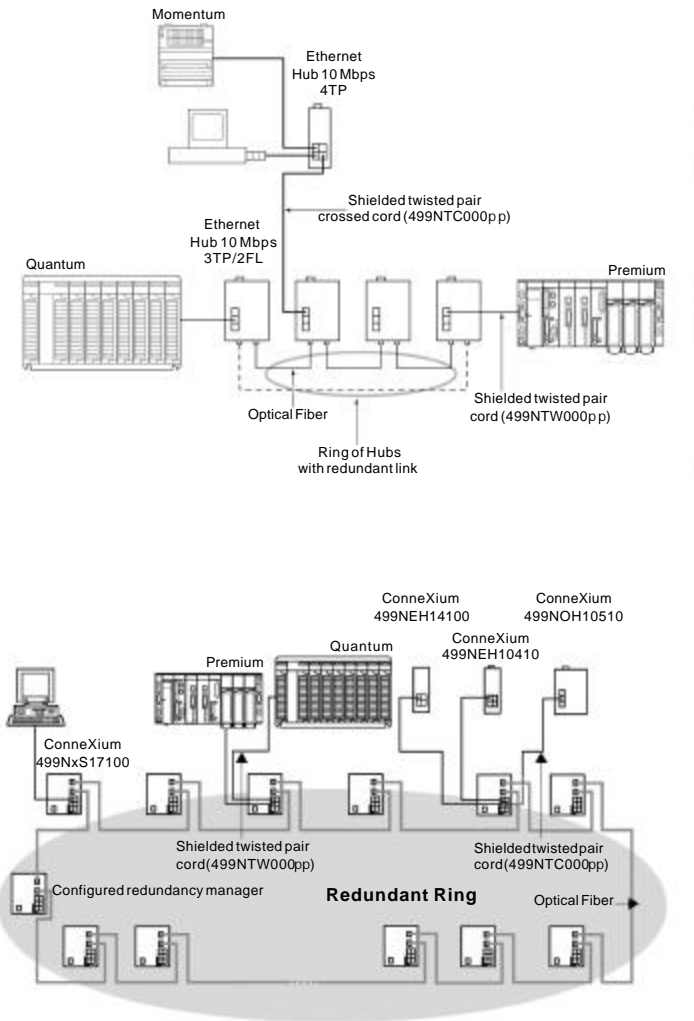 Momentum
Ethernet
Hub 10 Mbps
4TP
Shielded twisted pair
crossed cord (499NTC000pp)
Ethernet
Hub 10 Mbps
3TP/2FL
Quantum
Premium
Optical Fiber
Shielded twisted pair
cord (499NTW000pp)
Ring of Hubs
with redundant link
ConneXium
499NEH14100
ConneXium
499NOH10510
ConneXium
499NEH10410
Quantum
Premium
ConneXium
499NxS17100
Shielded twisted pair
cord(499NTW000pp)
Shielded twisted pair
cord(499NTC000pp)
Configured redundancy manager
Redundant Ring
Optical Fiber